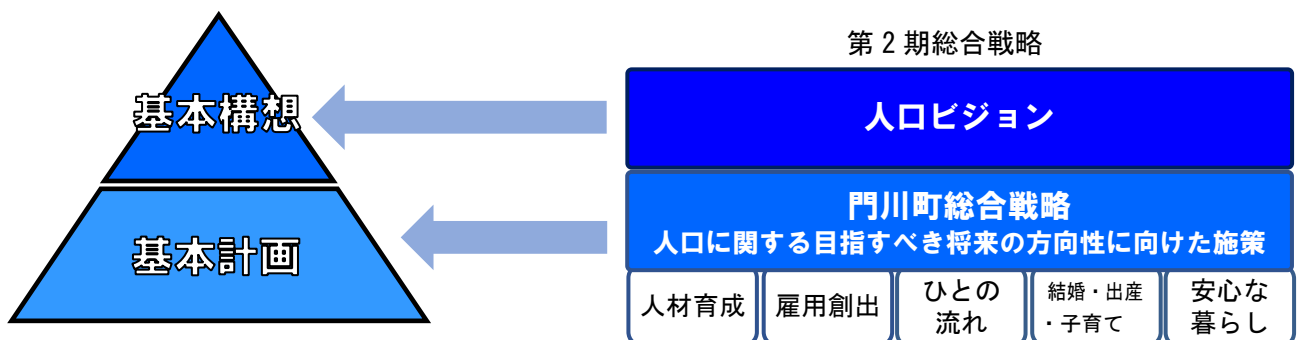 第２期総合戦略
基本構想
人口ビジョン
門川町総合戦略
人口に関する目指すべき将来の方向性に向けた施策
基本計画
人材育成
雇用創出
ひとの
流れ
結婚・出産
・子育て
安心な
暮らし